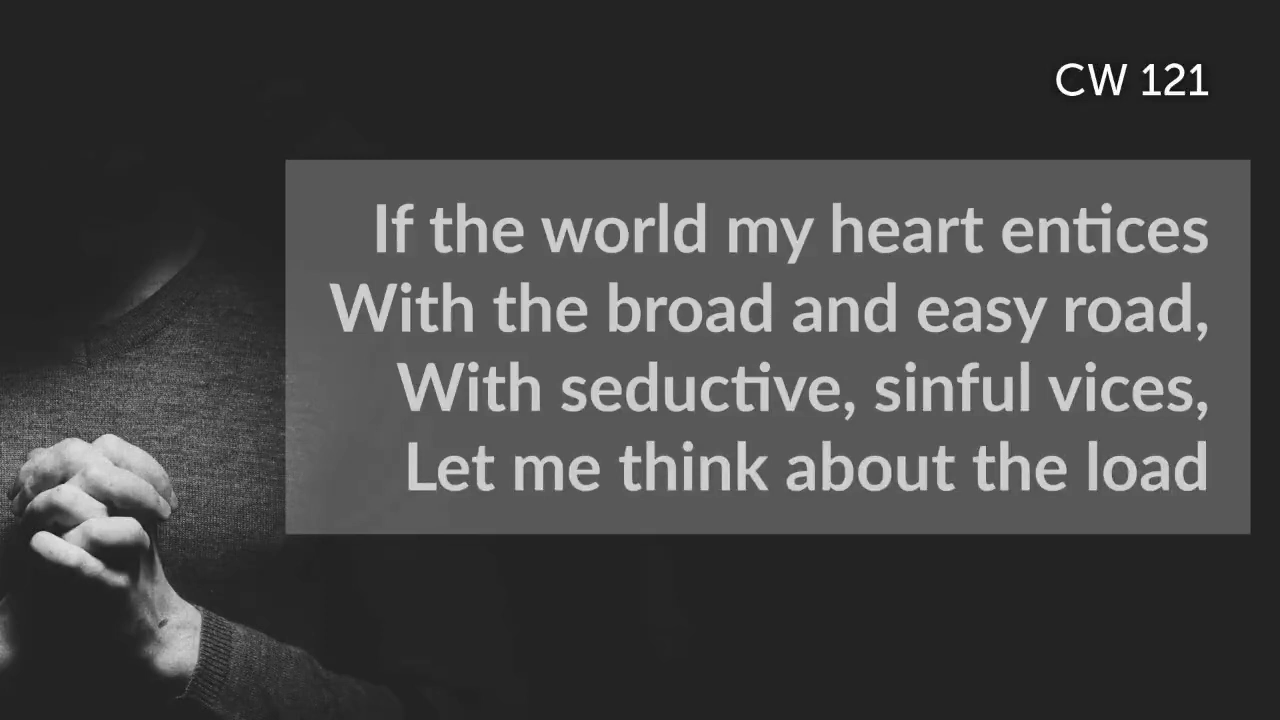 CW 121
If the world my heart entices
With the broad and easy road,
With seductive, sinful vices,
Let me think about the load